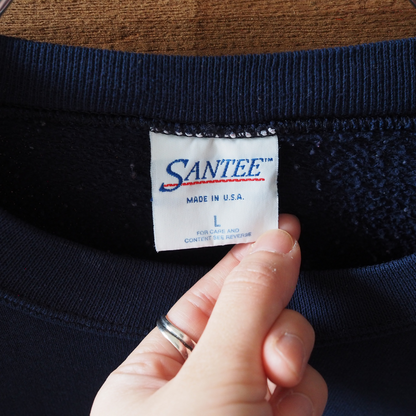 SANTEE™
MADE IN U.S.A.
L
FOR CARE AND
CONTENT SEE REVERSE